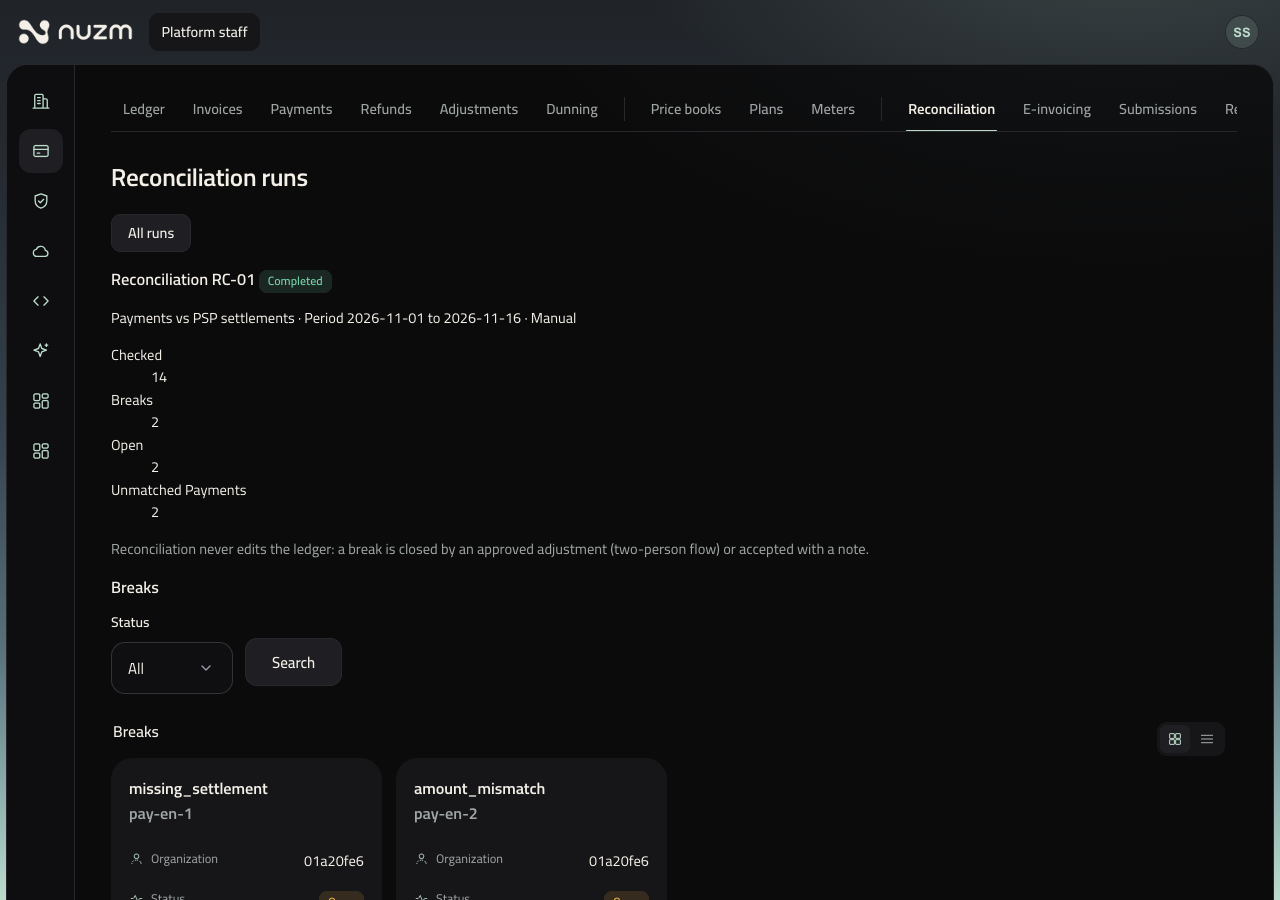 nuzm
Platform staff
SS
Ledger Invoices Payments Refunds Adjustments Dunning Price books Plans Meters Reconciliation E-invoicing Submissions
Reconciliation runs
All runs
Reconciliation RC-01 Completed
Payments vs PSP settlements · Period 2026-11-01 to 2026-11-16 · Manual
Checked
14
Breaks
2
Open
2
Unmatched Payments
2
Reconciliation never edits the ledger: a break is closed by an approved adjustment (two-person flow) or accepted with a note.
Breaks
Status
All
Search
Breaks
missing_settlement
pay-en-1
Organization 01a20fe6
Status
amount_mismatch
pay-en-2
Organization 01a20fe6
Status